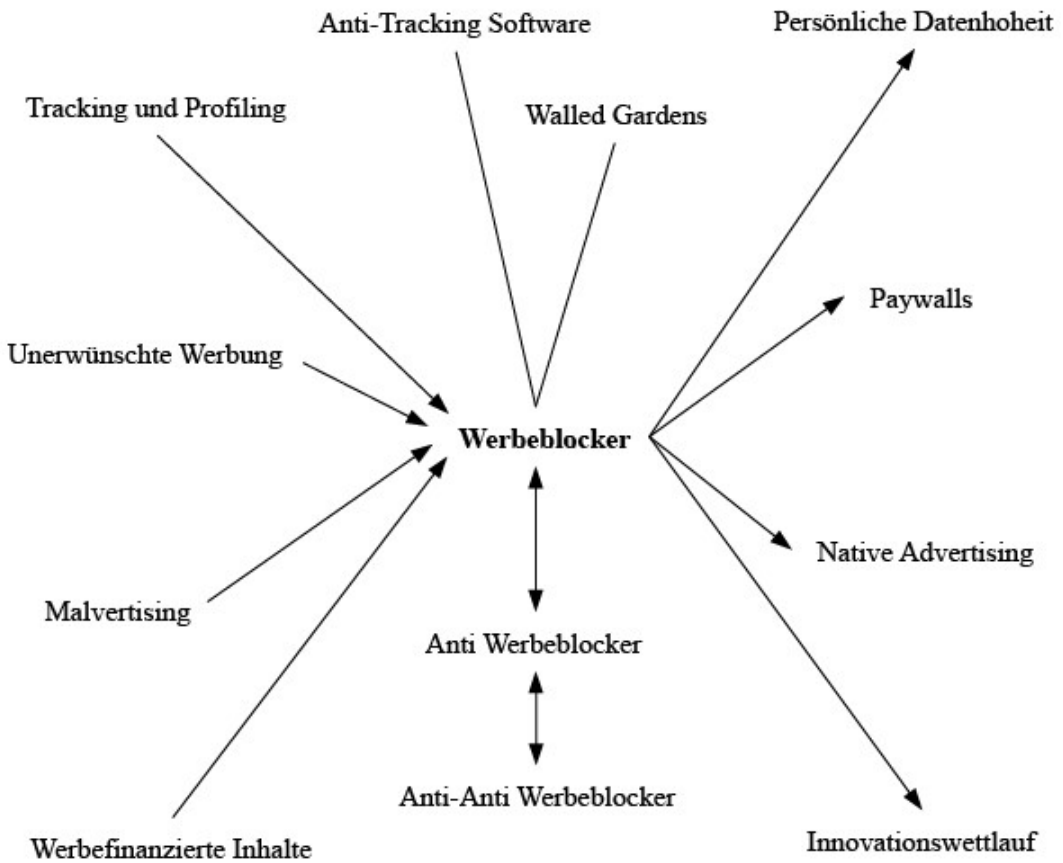 Anti-Tracking Software
Persönliche Datenhoheit
Tracking und Profiling
Walled Gardens
Paywalls
Unerwünschte Werbung
Werbeblocker
Native Advertising
Malvertising
Anti Werbeblocker
Anti-Anti Werbeblocker
Werbefinanzierte Inhalte
Innovationswettlauf